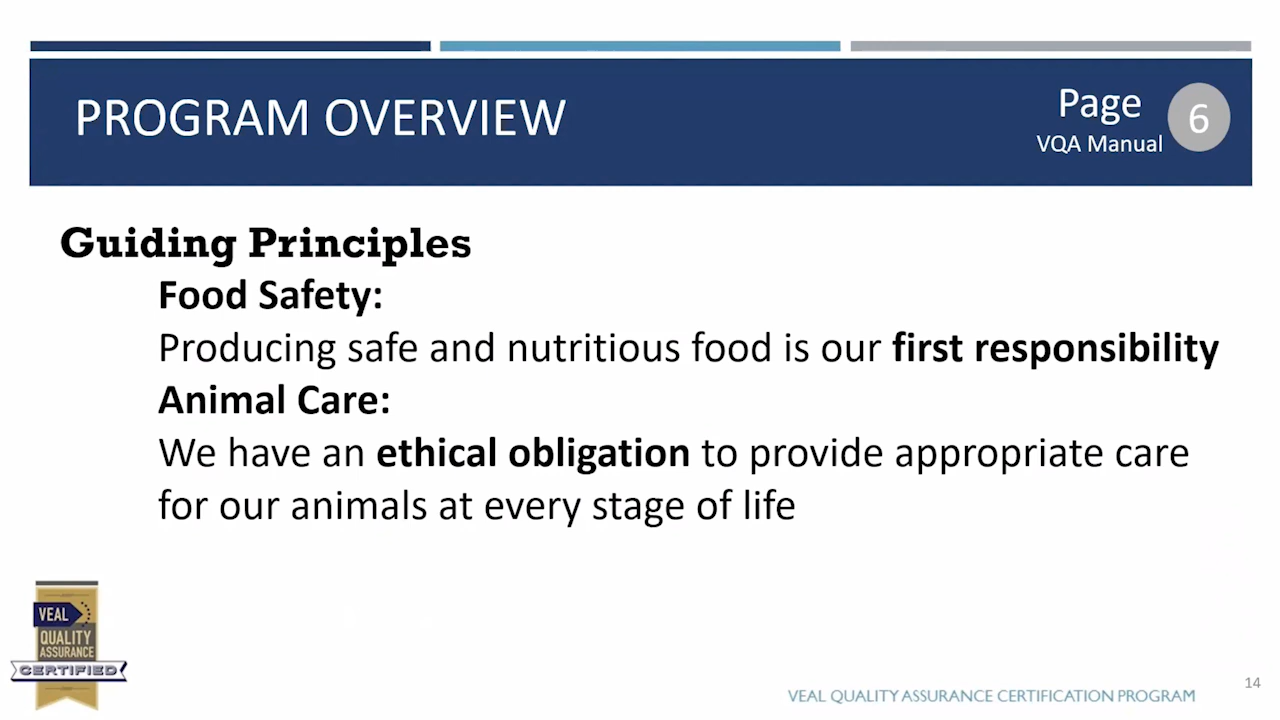 PROGRAM OVERVIEW
Page
VQA Manual
6
Guiding Principles
Food Safety:
Producing safe and nutritious food is our first responsibility
Animal Care:
We have an ethical obligation to provide appropriate care
for our animals at every stage of life
VEAL
QUALITY
ASSURANCE
CERTIFIED
VEAL QUALITY ASSURANCE CERTIFICATION PROGRAM
14